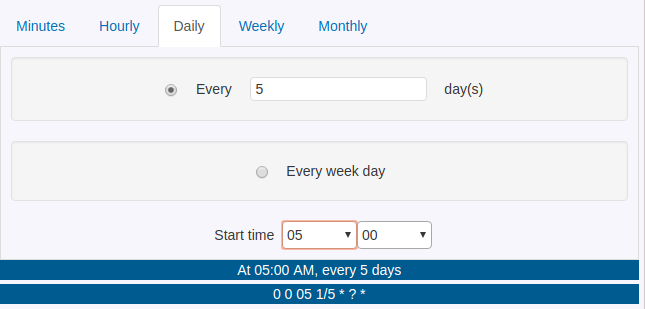 Minutes Hourly Daily Weekly Monthly
Every 5 day(s)
Every week day
Start time 05 00
At 05:00 AM, every 5 days
0 0 05 1/5 * ? *